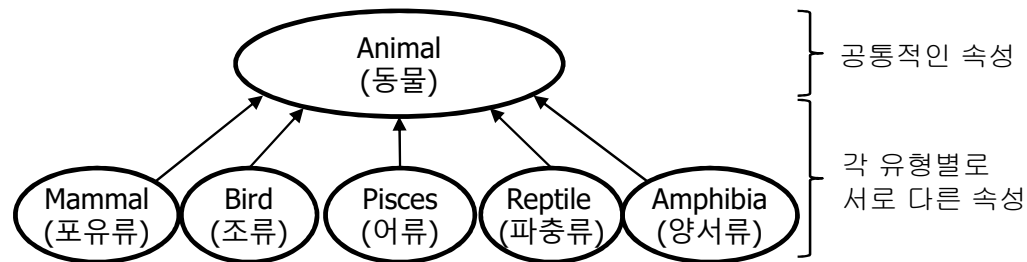 Animal
(동물)
공통적인 속성
Mammal
(포유류)
Bird
(조류)
Pisces
(어류)
Reptile
(파충류)
Amphibia
(양서류)
각 유형별로
서로 다른 속성